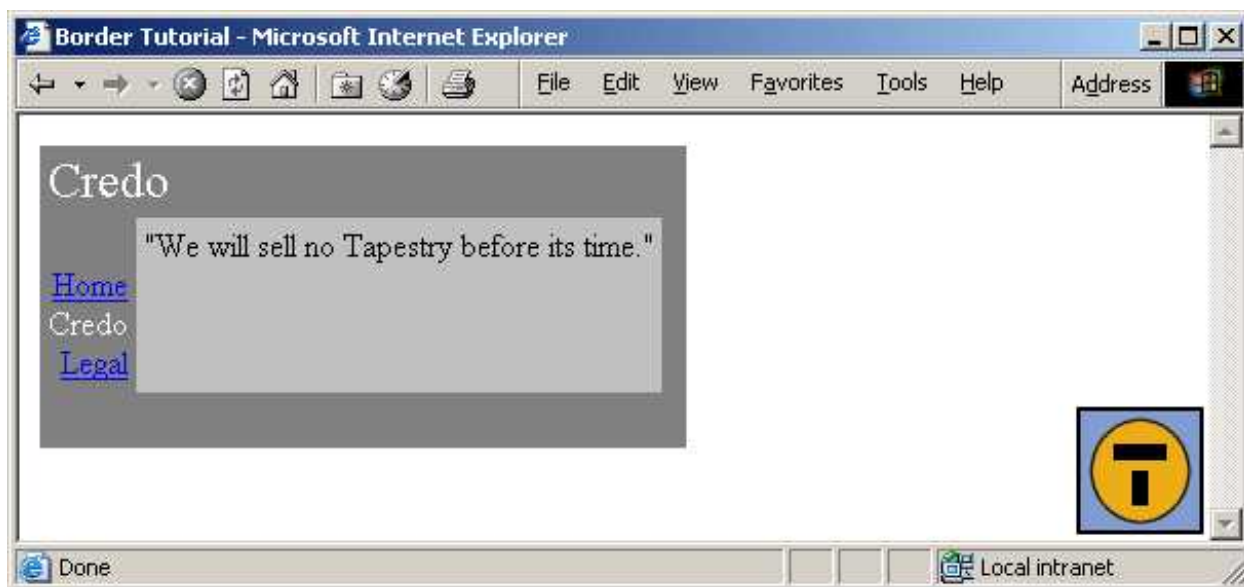 Border Tutorial - Microsoft Internet Explorer
File Edit View Favorites Tools Help Address
Credo
"We will sell no Tapestry before its time."
Home
Credo
Legal
Done
Local intranet